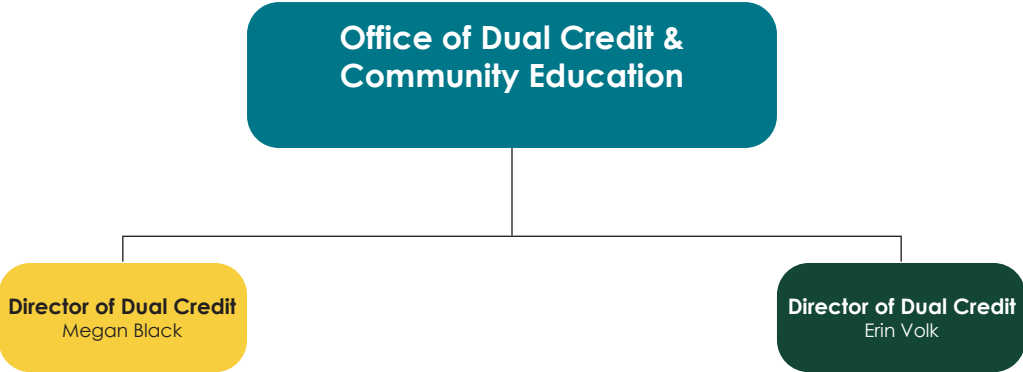 Office of Dual Credit &
Community Education
Director of Dual Credit
Megan Black
Director of Dual Credit
Erin Volk